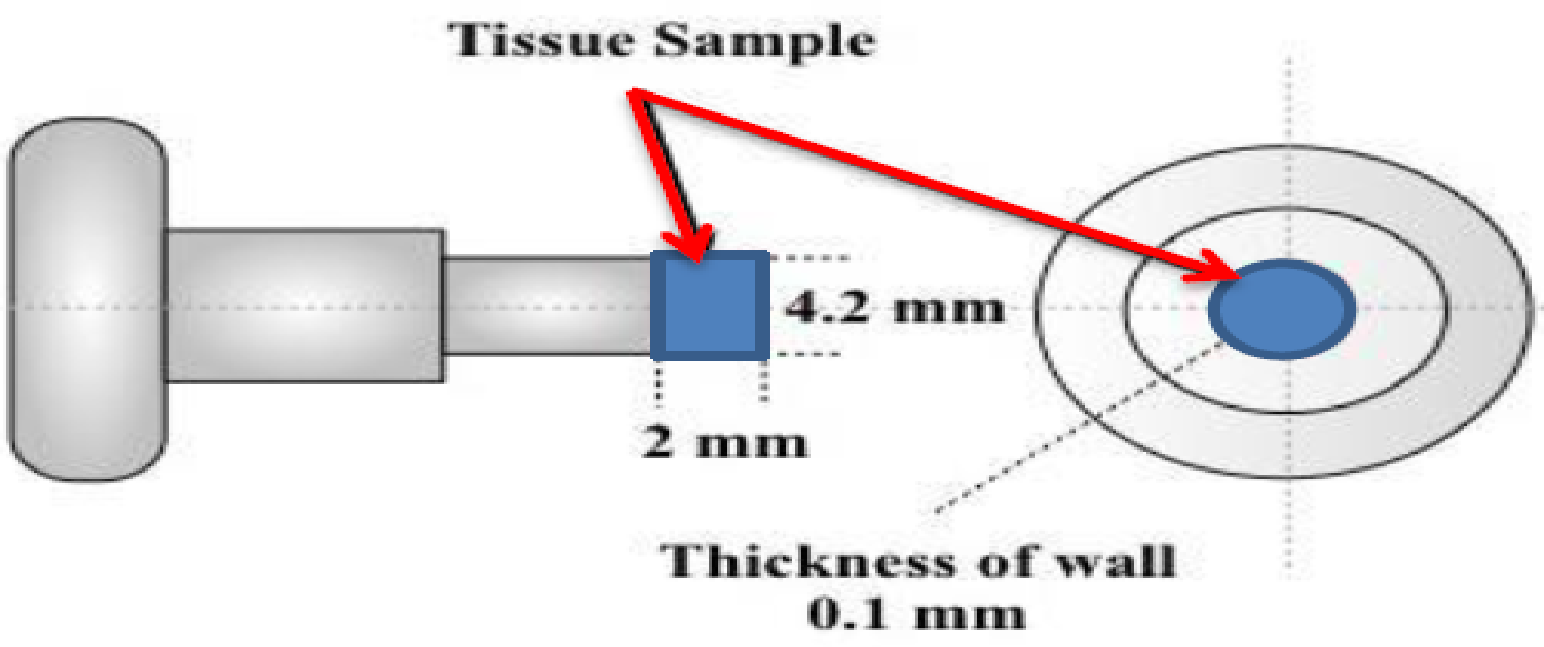 Tissue Sample
4.2 mm
2 mm
Thickness of wall
0.1 mm